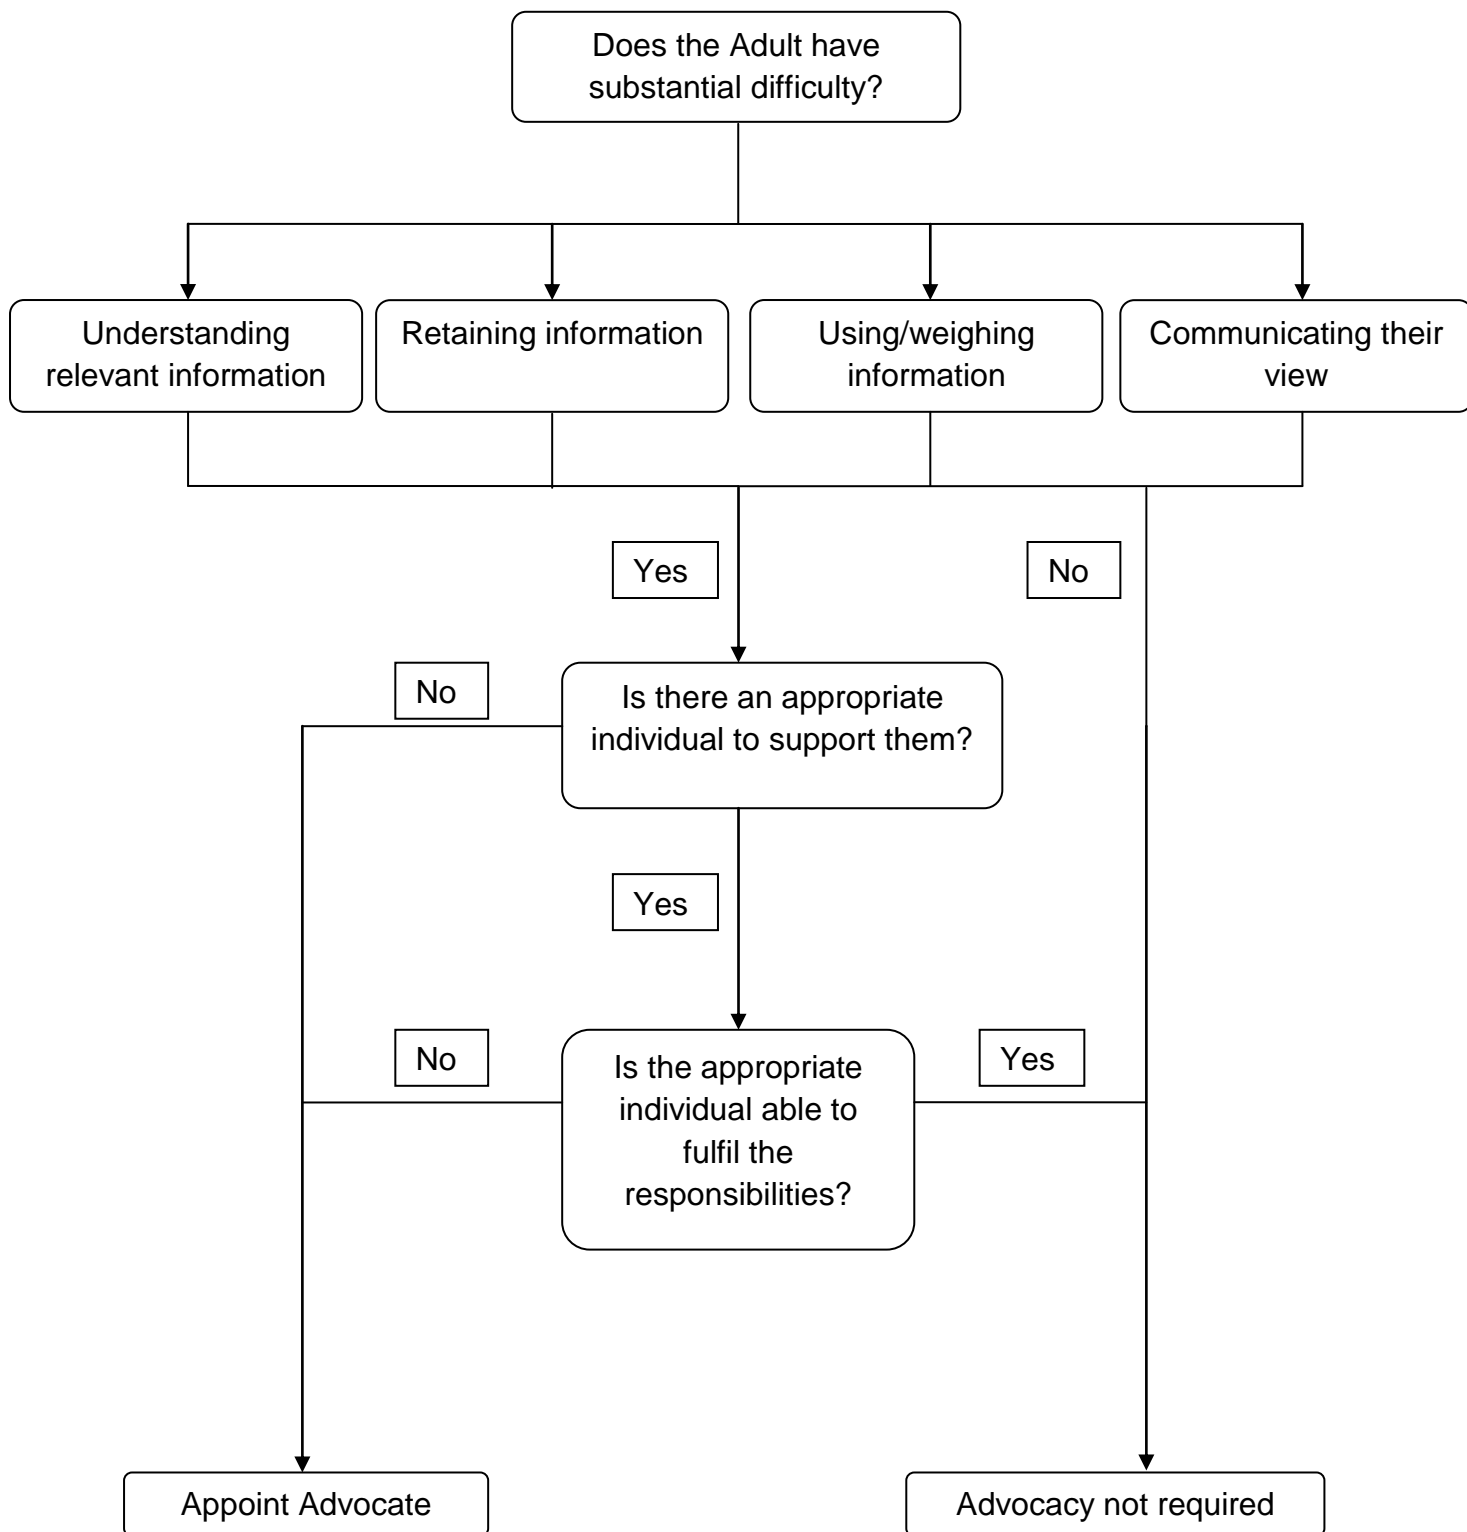 Does the Adult have
substantial difficulty?
Understanding
relevant information
Retaining information
Using/weighing
information
Communicating their
view
Yes
No
No
Is there an appropriate
individual to support them?
Yes
No
Is the appropriate
individual able to
fulfil the
responsibilities?
Yes
Appoint Advocate
Advocacy not required